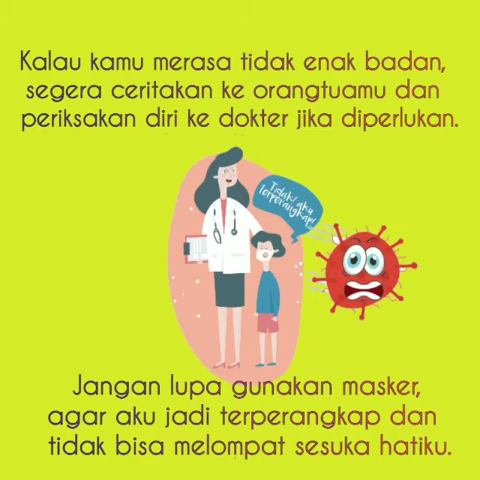 Kalau kamu merasa tidak enak badan,
segera ceritakan ke orangtuamu dan
periksakan diri ke dokter jika diperlukan.
Tidak! aku
terperangkap!
Jangan lupa gunakan masker,
agar aku jadi terperangkap dan
tidak bisa melompat sesuka hatiku.